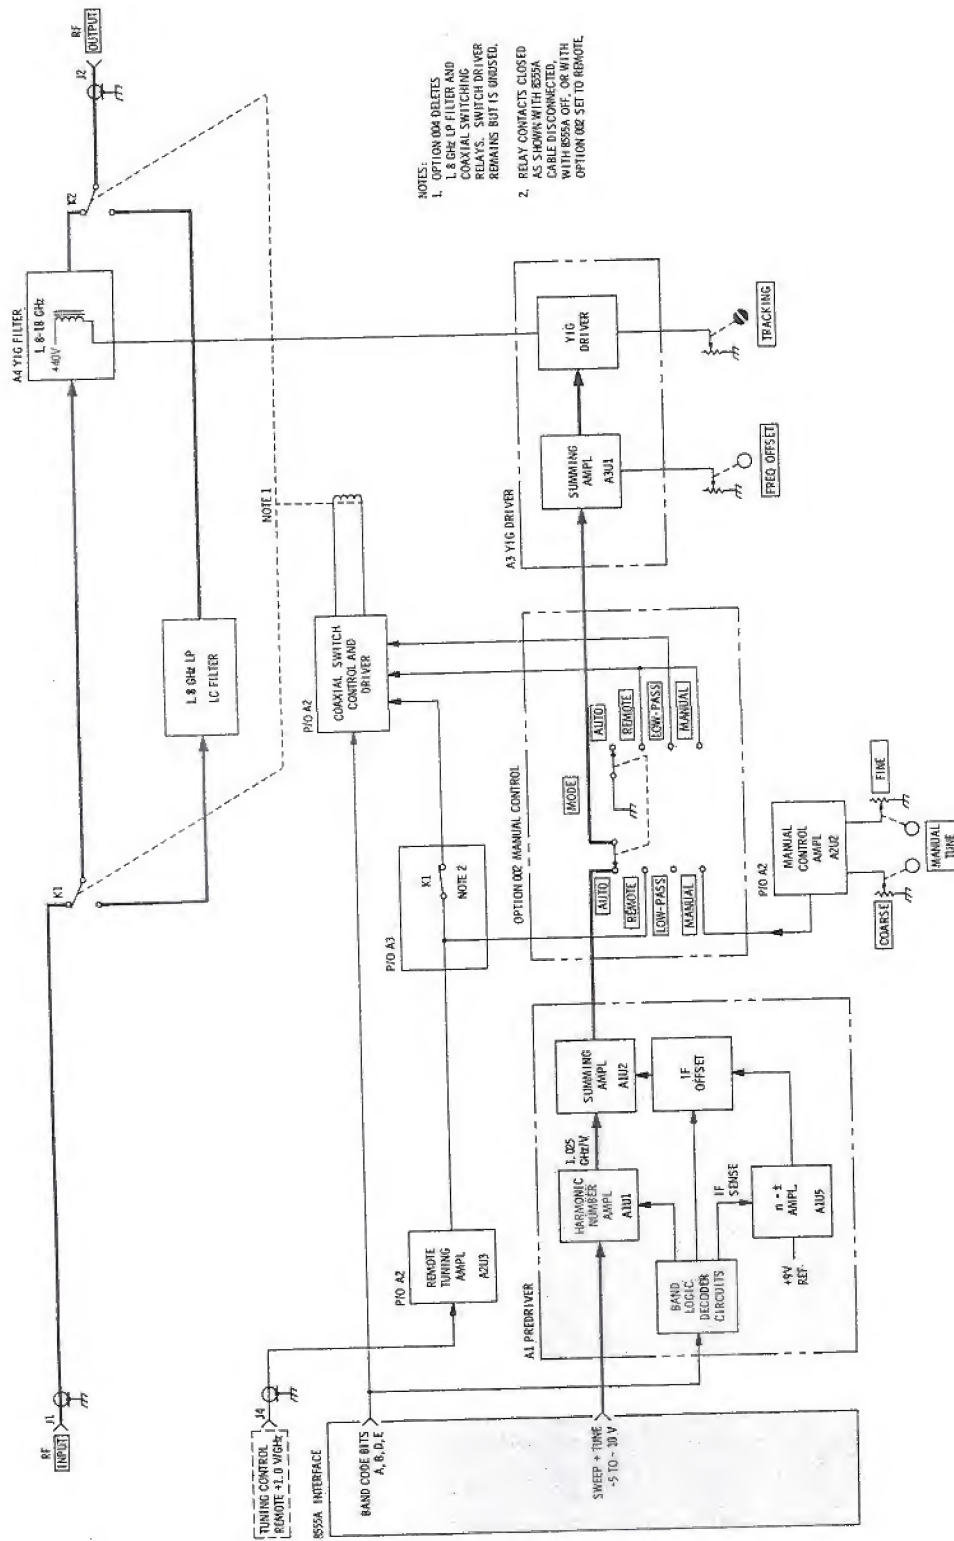 RF
INPUT
J1
K1
A4 YIG FILTER
1.8-18 GHz
+40V
K2
J2
RF
OUTPUT
1.8 GHz LP
LC FILTER
NOTE 1
TUNING CONTROL
REMOTE +1.0 V/GHz
J4
P/O A2
REMOTE
TUNING
AMPL
A2U3
P/O A3
K1
NOTE 2
P/O A2
COAXIAL SWITCH
CONTROL AND
DRIVER
NOTES:
1. OPTION 004 DELETES
1.8 GHz LP FILTER AND
COAXIAL SWITCHING
RELAYS. SWITCH DRIVER
REMAINS BUT IS UNUSED.
2. RELAY CONTACTS CLOSED
AS SHOWN WITH 8555A
CABLE DISCONNECTED,
WITH 8555A OFF, OR WITH
OPTION 002 SET TO REMOTE.
8555A INTERFACE
BAND CODE BITS
A, B, D, E
SWEEP + TUNE
-5 TO -10 V
A1 PREDRIVER
HARMONIC
NUMBER
AMPL
A1U1
1.025
GHz/V
SUMMING
AMPL
A1U2
BAND
LOGIC
DECODER
CIRCUITS
IF
SENSE
n - ±
AMPL
A1U5
+9V
REF
IF
OFFSET
OPTION 002 MANUAL CONTROL
MODE
AUTO
REMOTE
LOW-PASS
MANUAL
AUTO
REMOTE
LOW-PASS
MANUAL
P/O A2
MANUAL
CONTROL
AMPL
A2U2
COARSE
FINE
MANUAL
TUNE
A3 YIG DRIVER
SUMMING
AMPL
A3U1
YIG
DRIVER
FREQ OFFSET
TRACKING